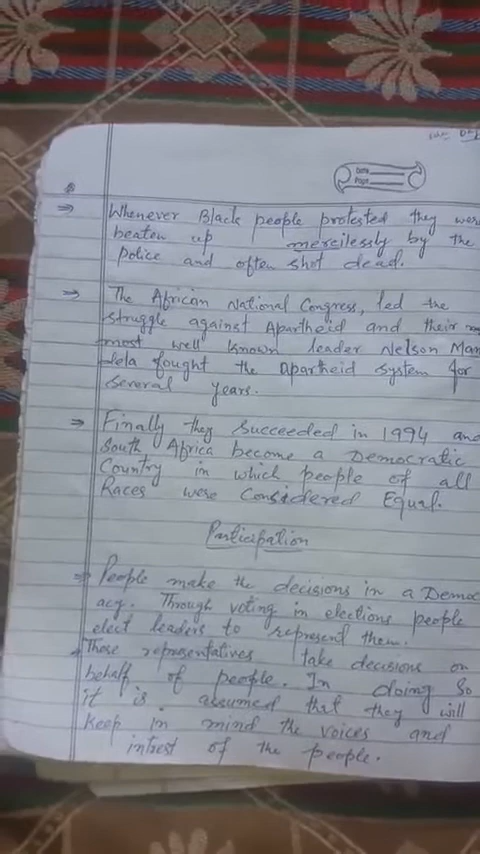 Date
Page
⇒ Whenever Black people protested they were
beaten up mercilessly by the
police and often shot dead.
⇒ The African National Congress, led the
struggle against Apartheid and their
most well known leader Nelson Man
dela fought the apartheid system for
several years.
⇒ Finally they Succeeded in 1994 and
South Africa become a Democratic
Country in which people of all
Races were Considered Equal.
Participation
⇒ People make the decisions in a Democ
acy. Through voting in elections people
elect leaders to represent them.
These representatives take decisions on
behalf of people. In doing so
it is assumed that they will
keep in mind the voices and
intrest of the people.